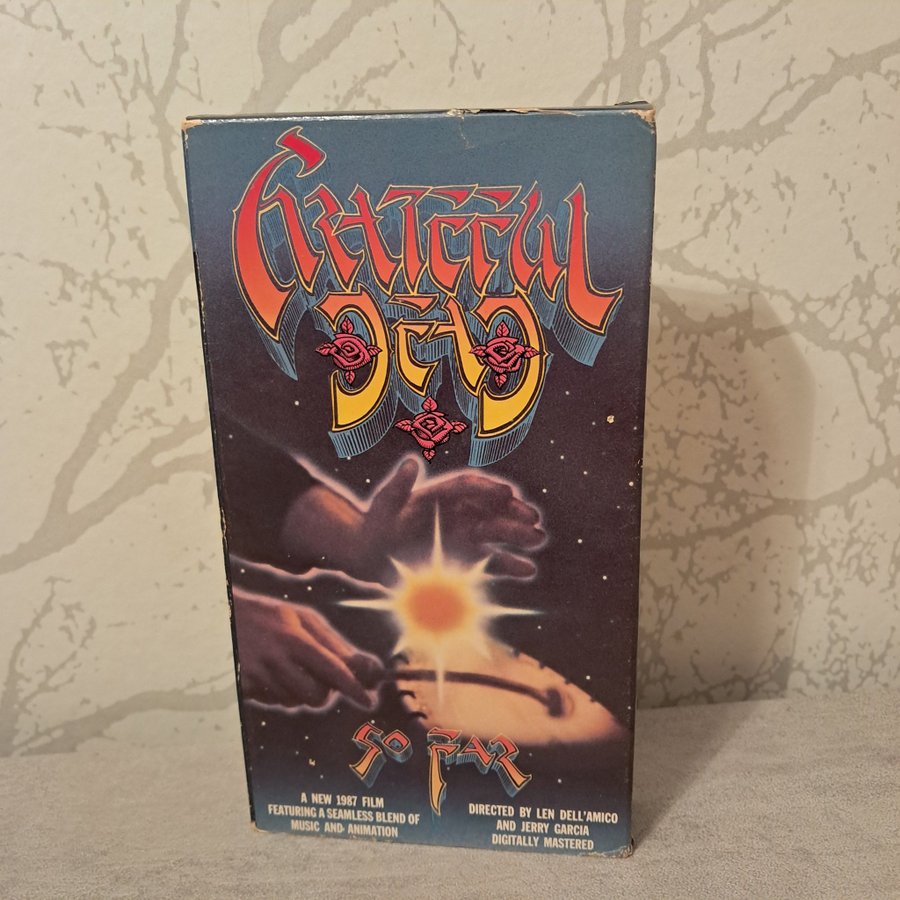 Grateful
Dead
So Far
A NEW 1987 FILM
FEATURING A SEAMLESS BLEND OF
MUSIC AND ANIMATION
DIRECTED BY LEN DELL'AMICO
AND JERRY GARCIA
DIGITALLY MASTERED